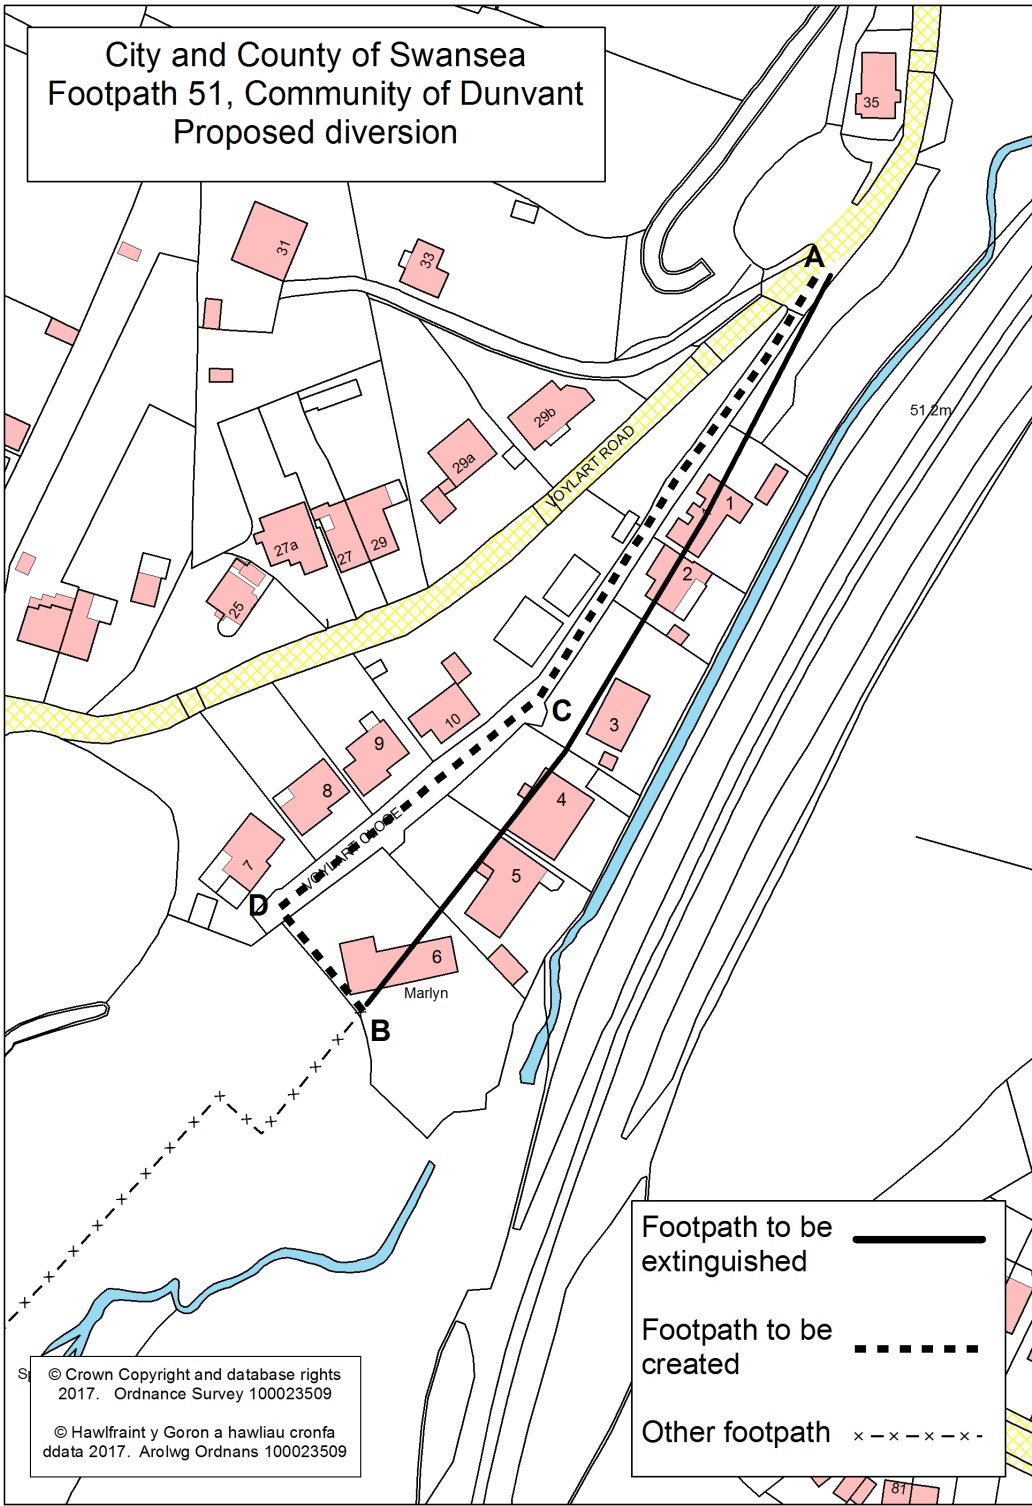 City and County of Swansea
Footpath 51, Community of Dunvant
Proposed diversion
35
A
31
33
51.2m
29b
VOYLART ROAD
29a
1
27a
27
29
2
25
C
3
10
9
8
4
VOYLART CLOSE
7
5
D
6
Marlyn
B
Footpath to be
extinguished
Footpath to be
created
Other footpath
© Crown Copyright and database rights
2017. Ordnance Survey 100023509
© Hawlfraint y Goron a hawliau cronfa
ddata 2017. Arolwg Ordnans 100023509
81